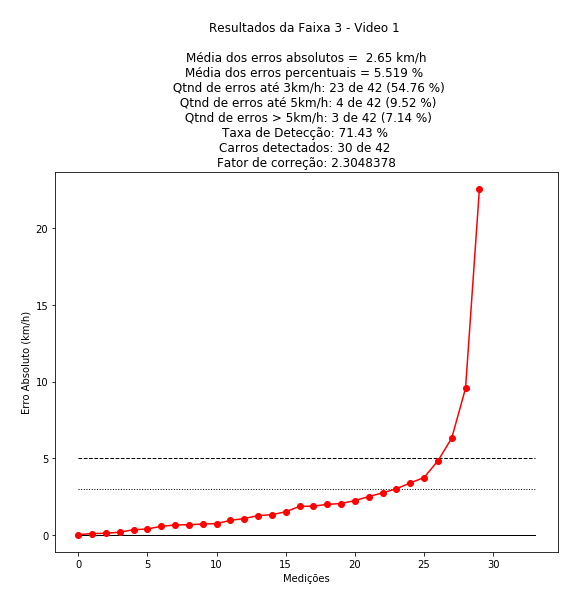 Resultados da Faixa 3 - Video 1
Média dos erros absolutos =  2.65 km/h
Média dos erros percentuais = 5.519 %
Qtnd de erros até 3km/h: 23 de 42 (54.76 %)
Qtnd de erros até 5km/h: 4 de 42 (9.52 %)
Qtnd de erros > 5km/h: 3 de 42 (7.14 %)
Taxa de Detecção: 71.43 %
Carros detectados: 30 de 42
Fator de correção: 2.3048378
20
15
10
5
0
Erro Absoluto (km/h)
0 5 10 15 20 25 30
Medições